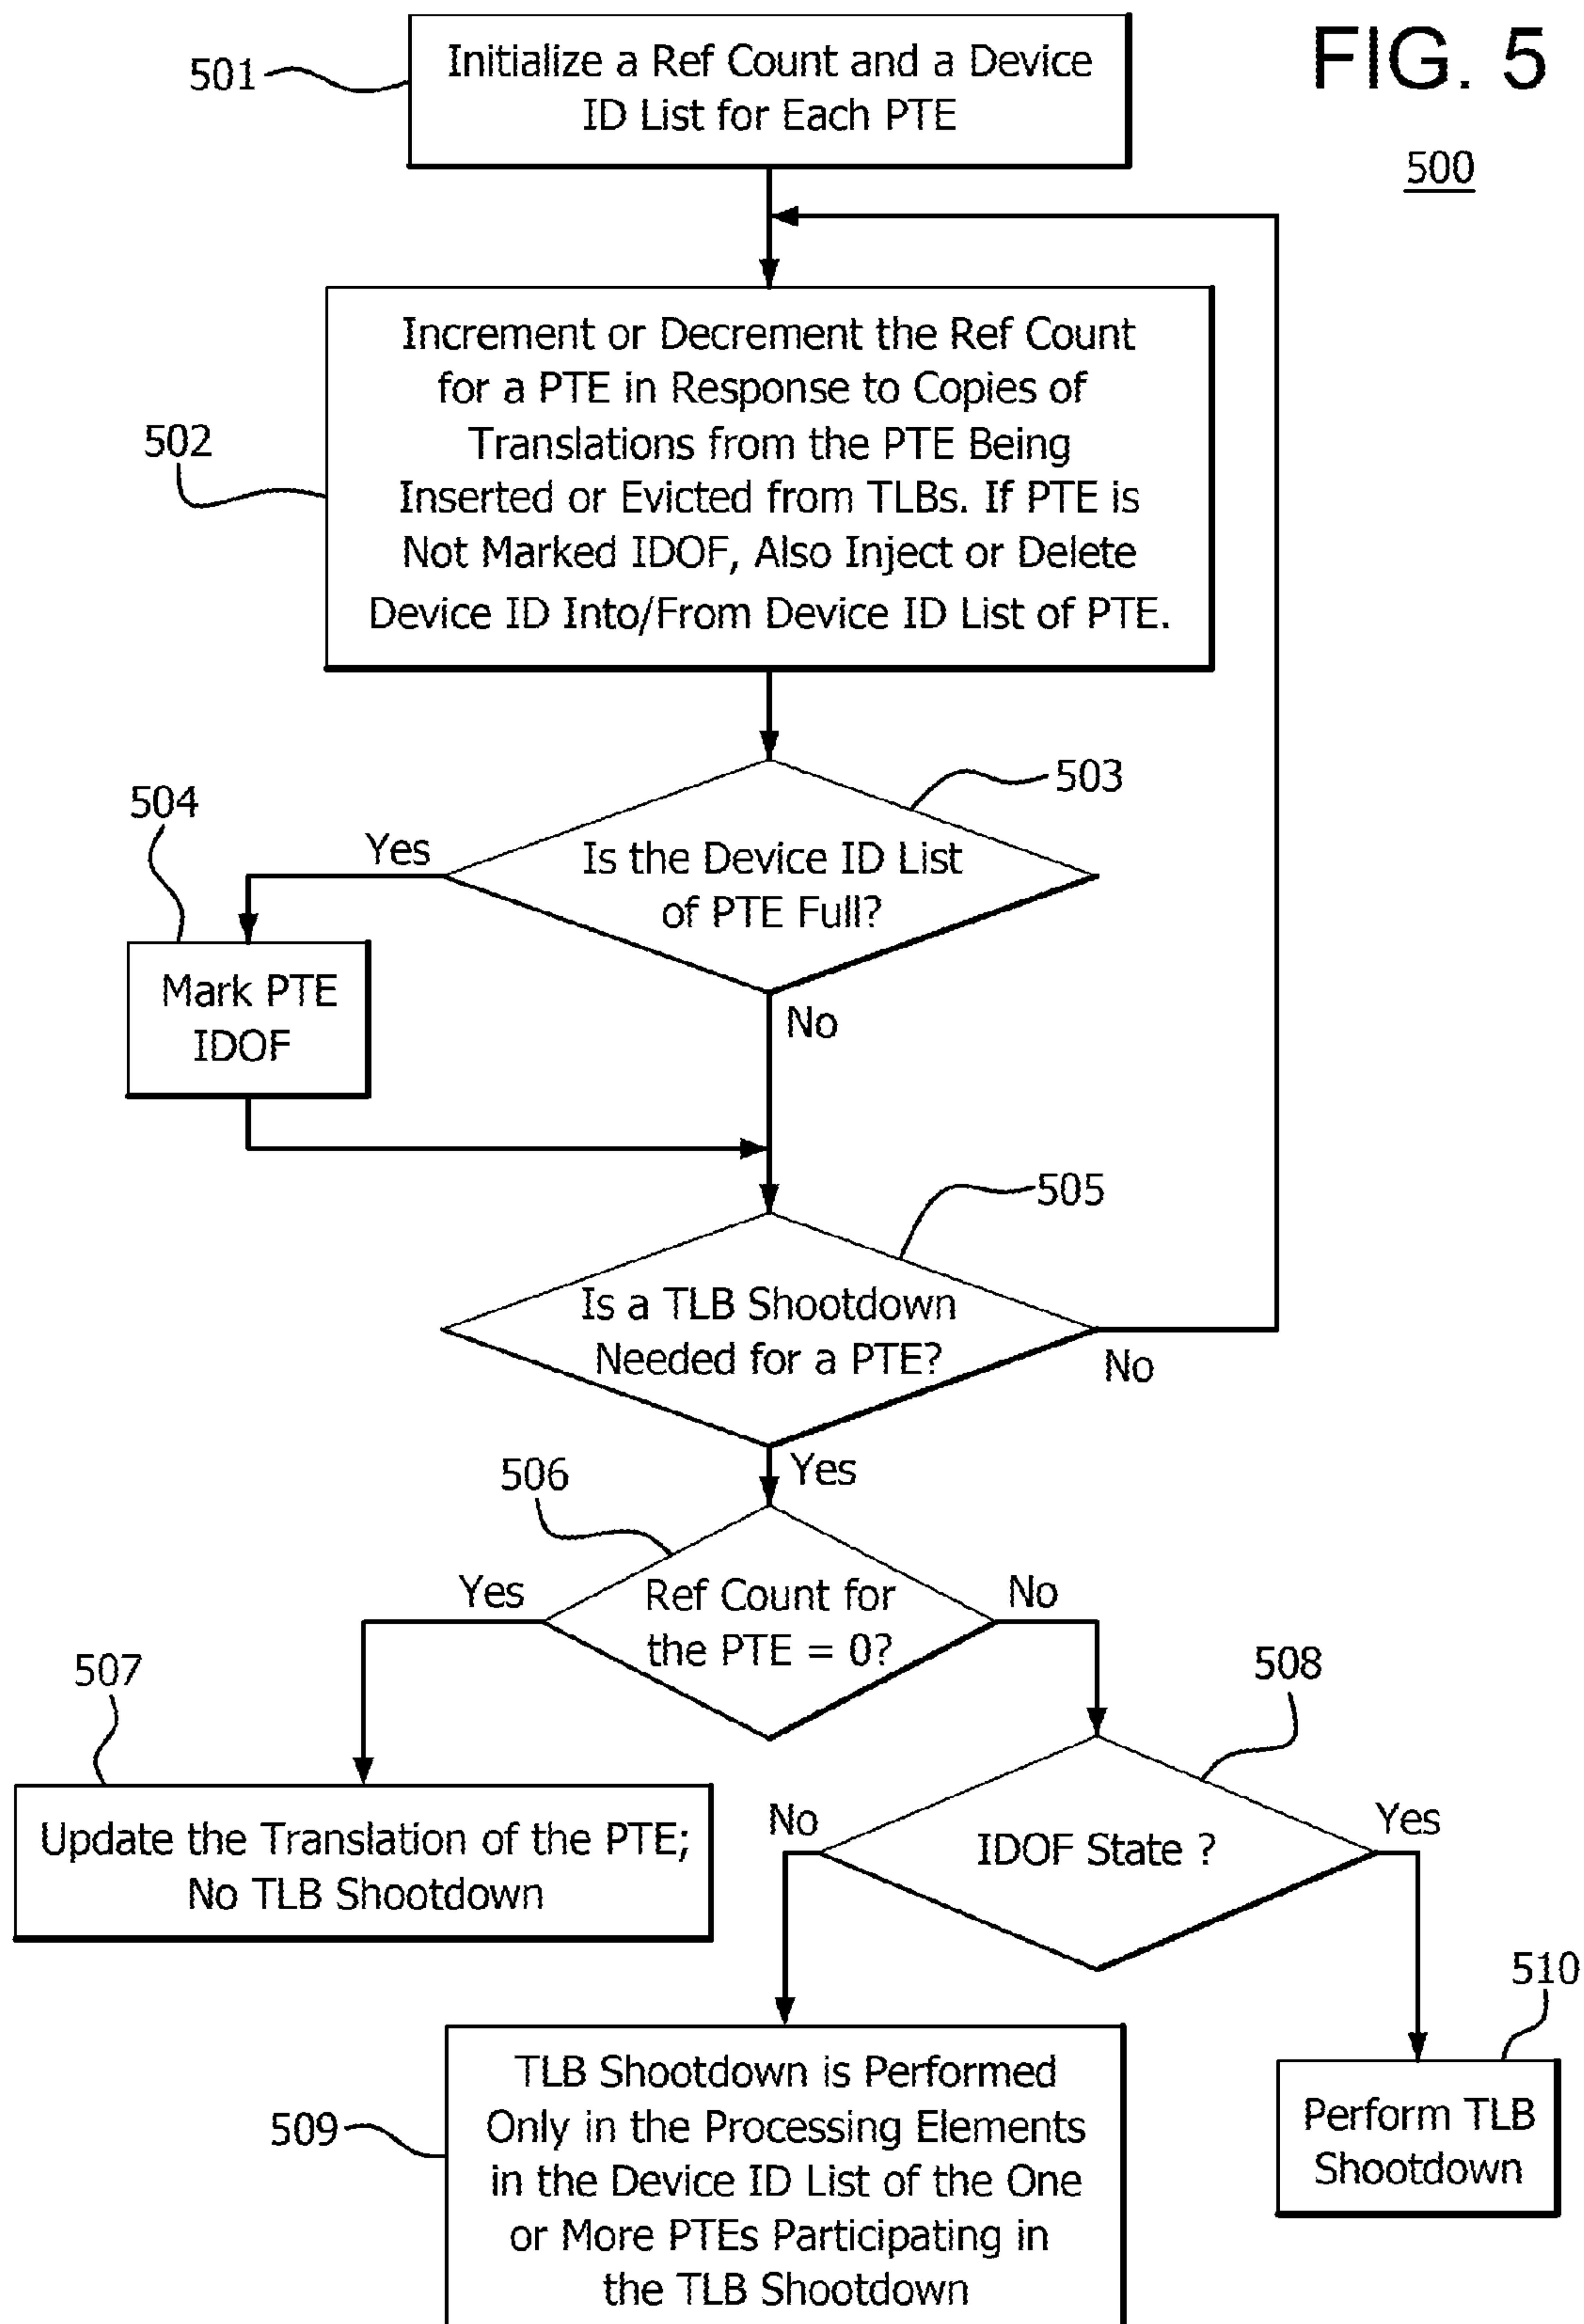 FIG. 5
500
501
Initialize a Ref Count and a Device
ID List for Each PTE
502
Increment or Decrement the Ref Count
for a PTE in Response to Copies of
Translations from the PTE Being
Inserted or Evicted from TLBs. If PTE is
Not Marked IDOF, Also Inject or Delete
Device ID Into/From Device ID List of PTE.
503
Is the Device ID List
of PTE Full?
Yes
504
Mark PTE
IDOF
No
505
Is a TLB Shootdown
Needed for a PTE?
No
Yes
506
Ref Count for
the PTE = 0?
Yes
No
507
Update the Translation of the PTE;
No TLB Shootdown
508
IDOF State ?
No
Yes
509
TLB Shootdown is Performed
Only in the Processing Elements
in the Device ID List of the One
or More PTEs Participating in
the TLB Shootdown
510
Perform TLB
Shootdown